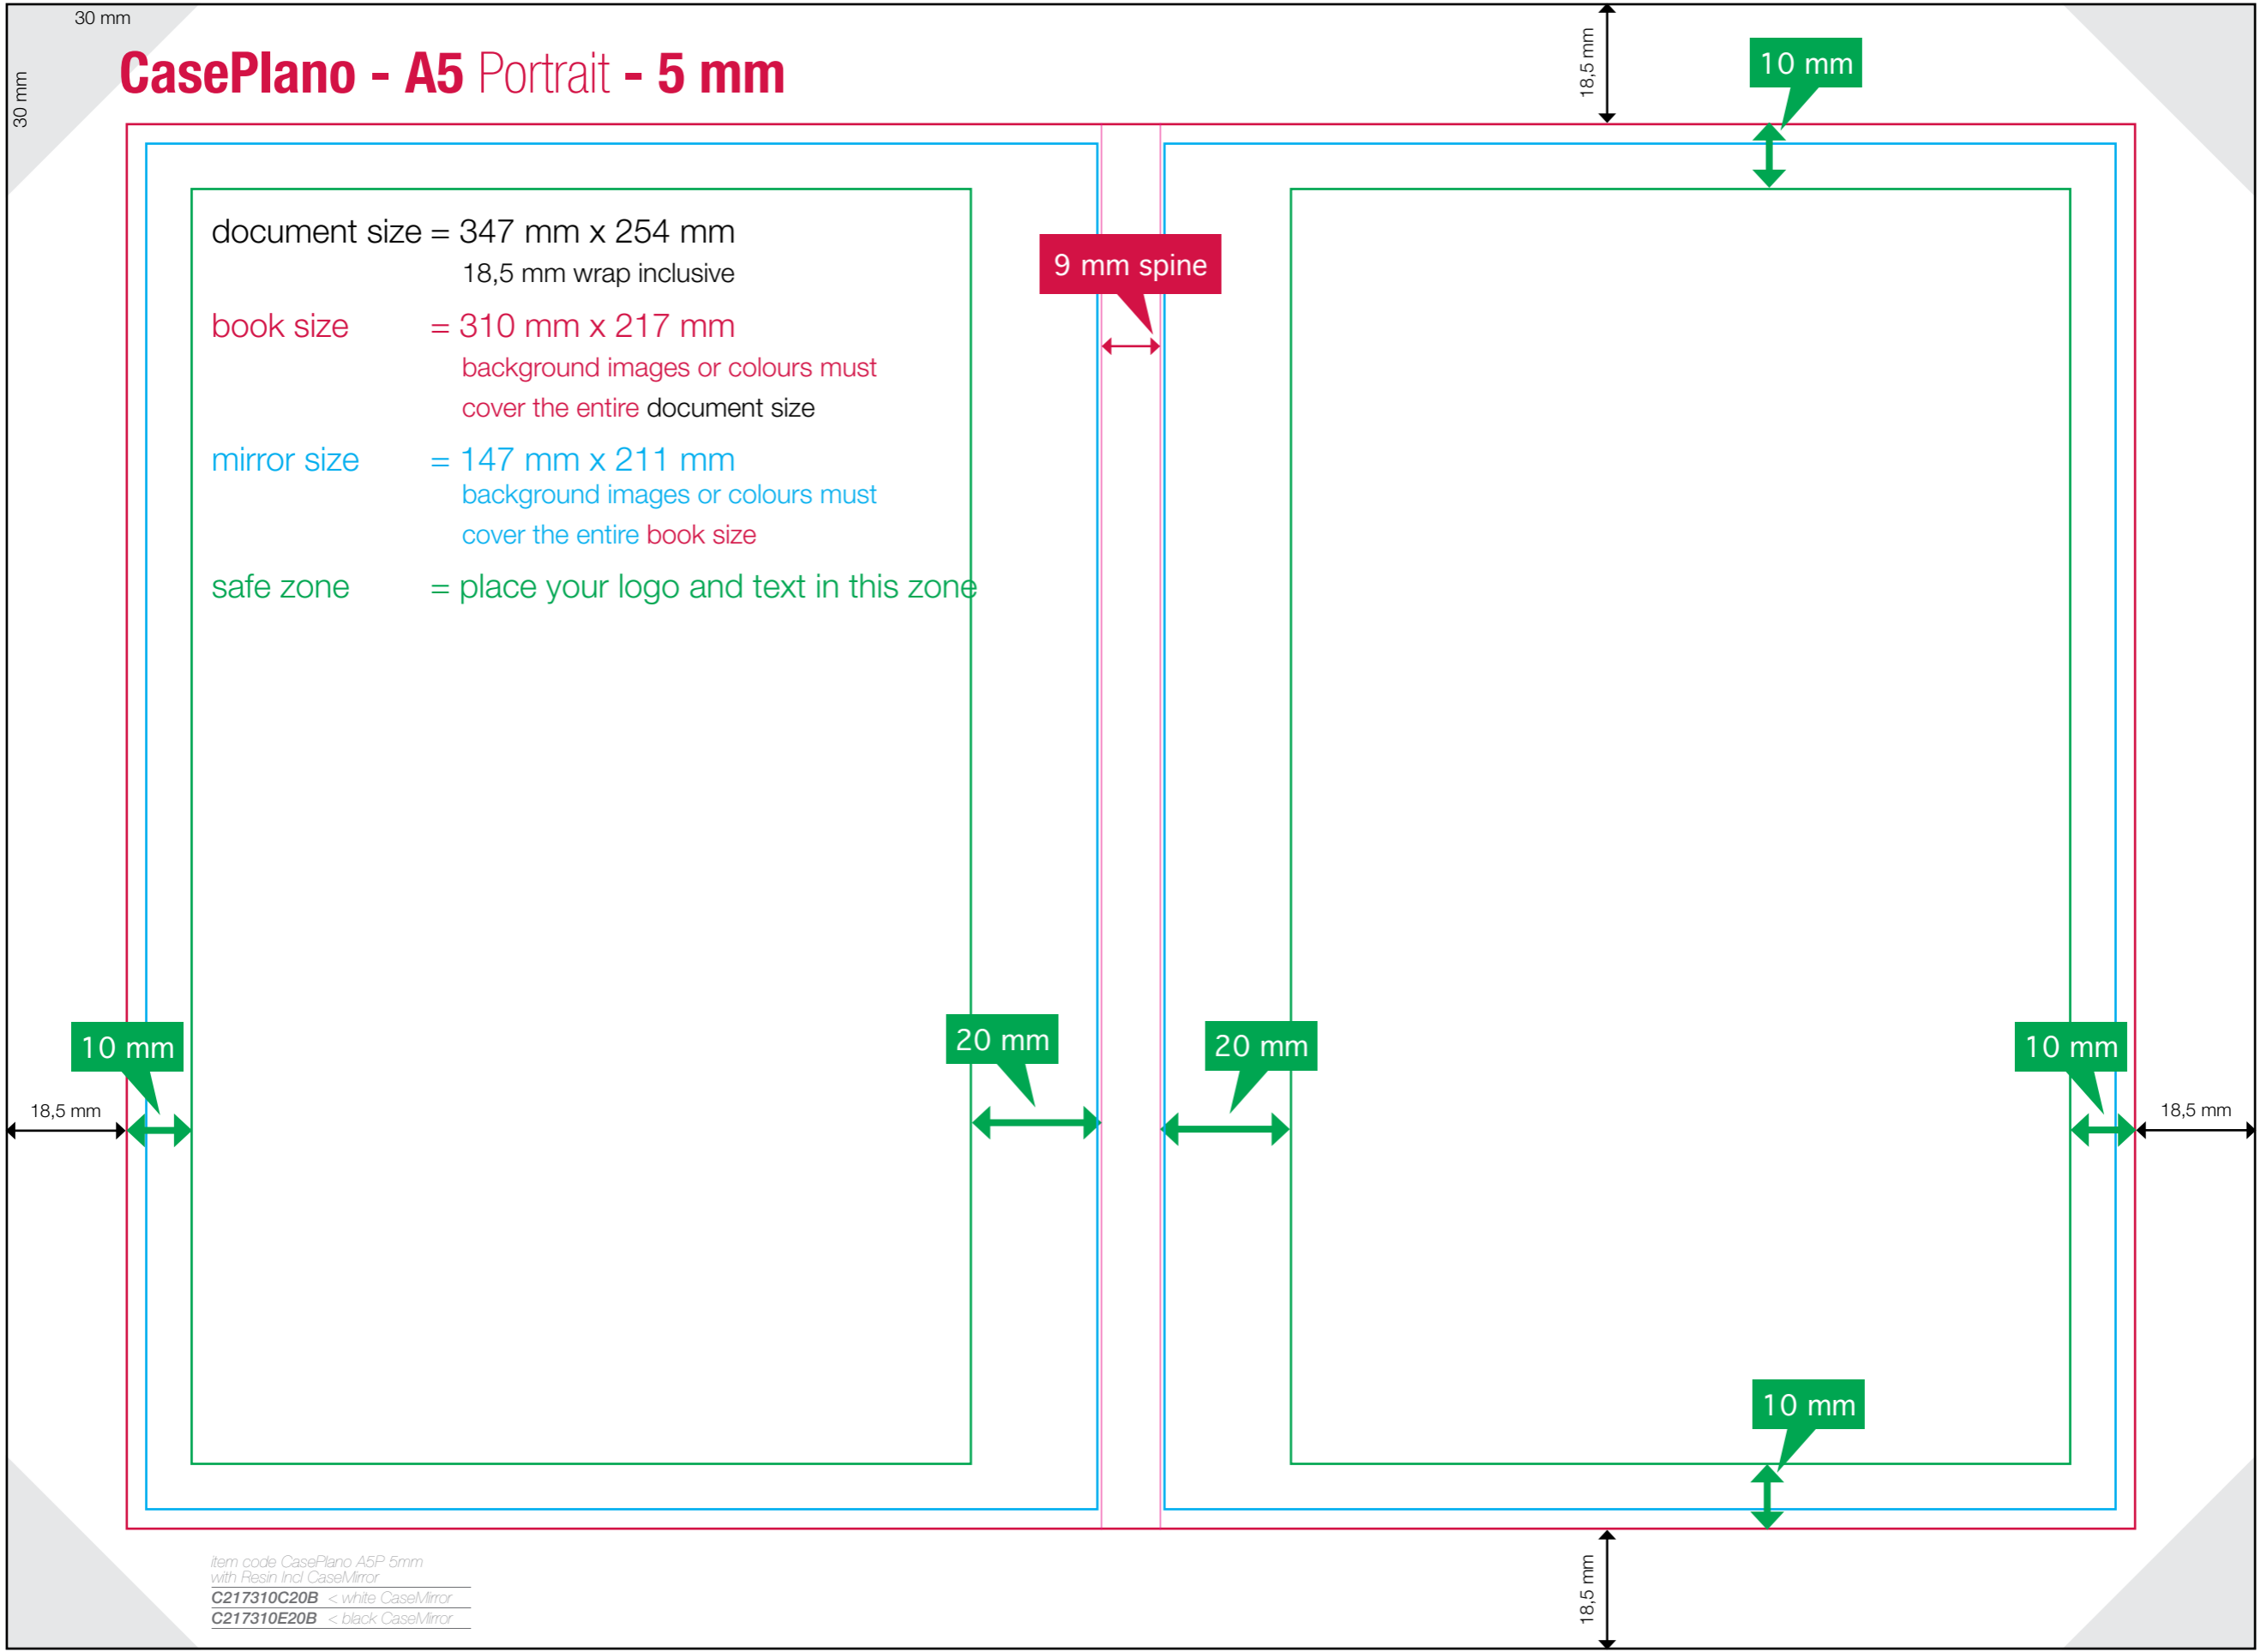 30 mm
30 mm
CasePlano - A5 Portrait - 5 mm
18,5 mm
10 mm
document size = 347 mm x 254 mm
18,5 mm wrap inclusive
9 mm spine
book size = 310 mm x 217 mm
background images or colours must
cover the entire document size
mirror size = 147 mm x 211 mm
background images or colours must
cover the entire book size
safe zone = place your logo and text in this zone
10 mm
20 mm
20 mm
10 mm
18,5 mm
18,5 mm
10 mm
item code CasePlano A5P 5mm
with Resin Incl CaseMirror
C217310C20B < white CaseMirror
C217310E20B < black CaseMirror
18,5 mm